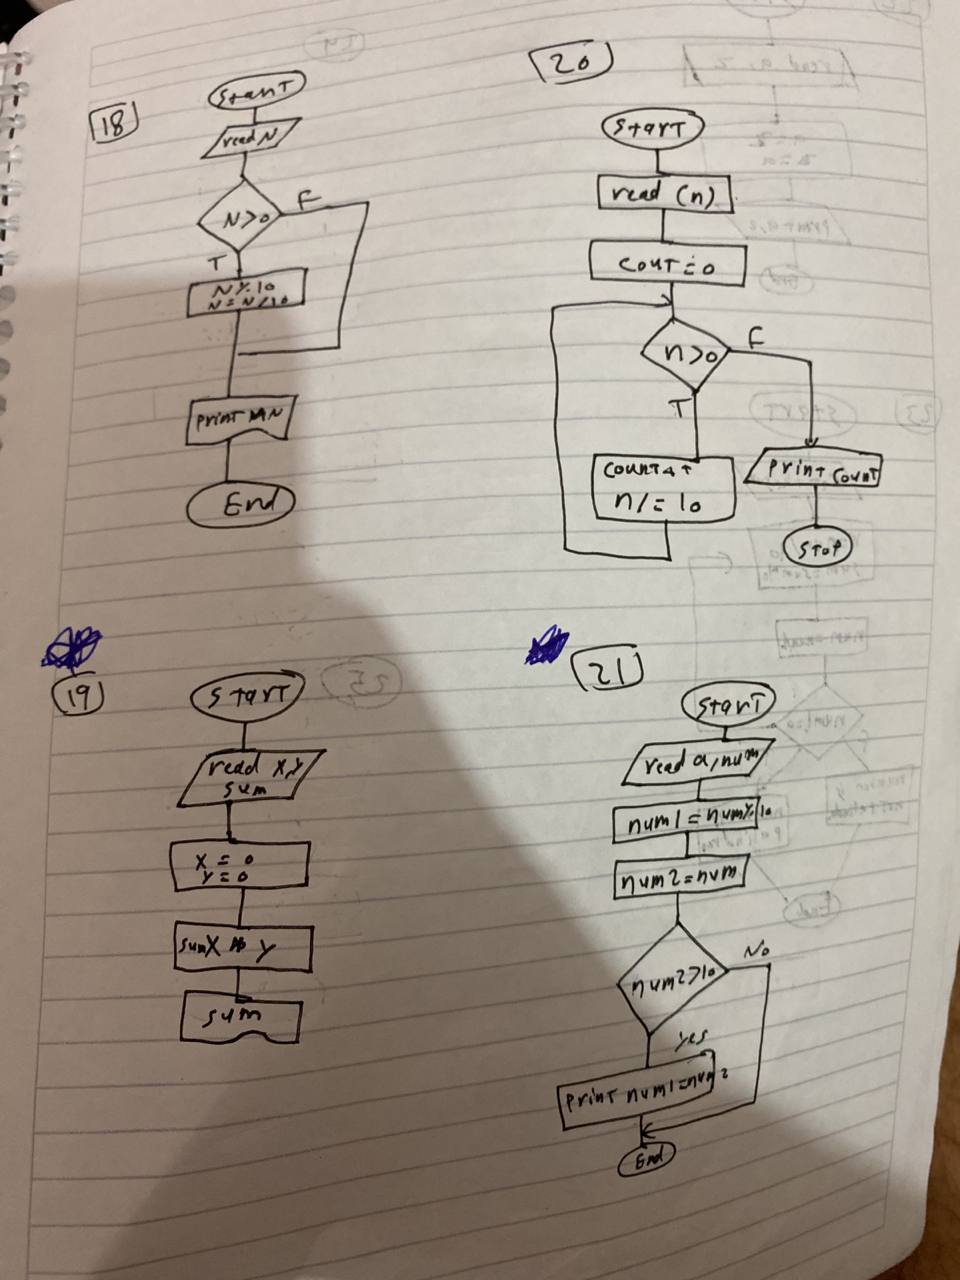 18
Start
read N
N>0
F
T
N%10
N=N/10
print N
End
20
Start
read (n)
Cout=0
n>0
F
T
Count++
n/=10
print Count
Stop
19
Start
read x,y
sum
X = 0
Y=0
sum X Y
sum
21
Start
read a,num
num1=num%10
num2=num
num2>10
No
Yes
print num1=num2
End